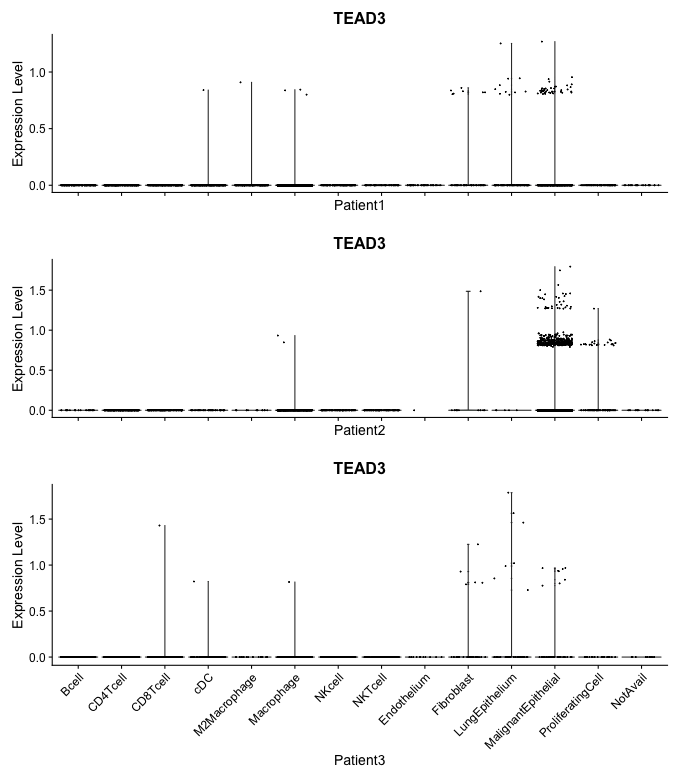 TEAD3
Expression Level
1.0
0.5
0.0
Patient1
TEAD3
Expression Level
1.5
1.0
0.5
0.0
Patient2
TEAD3
Expression Level
1.5
1.0
0.5
0.0
Bcell
CD4Tcell
CD8Tcell
cDC
M2Macrophage
Macrophage
NKcell
NKTcell
Endothelium
Fibroblast
LungEpithelium
MalignantEpithelial
ProliferatingCell
NotAvail
Patient3